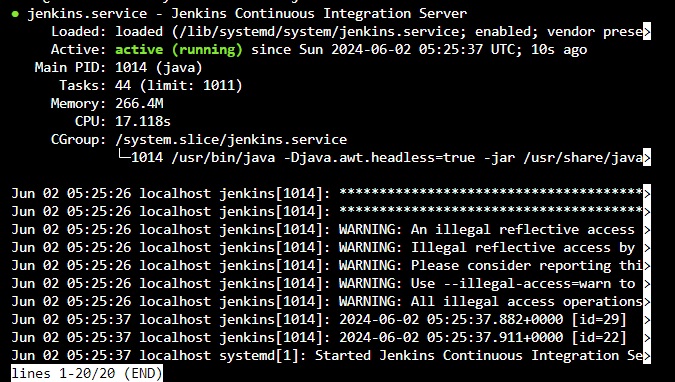 ● jenkins.service - Jenkins Continuous Integration Server
Loaded: loaded (/lib/systemd/system/jenkins.service; enabled; vendor prese>
Active: active (running) since Sun 2024-06-02 05:25:37 UTC; 10s ago
Main PID: 1014 (java)
Tasks: 44 (limit: 1011)
Memory: 266.4M
CPU: 17.118s
CGroup: /system.slice/jenkins.service
└─1014 /usr/bin/java -Djava.awt.headless=true -jar /usr/share/java>
Jun 02 05:25:26 localhost jenkins[1014]: **************************************>
Jun 02 05:25:26 localhost jenkins[1014]: **************************************>
Jun 02 05:25:26 localhost jenkins[1014]: WARNING: An illegal reflective access >
Jun 02 05:25:26 localhost jenkins[1014]: WARNING: Illegal reflective access by >
Jun 02 05:25:26 localhost jenkins[1014]: WARNING: Please consider reporting thi>
Jun 02 05:25:26 localhost jenkins[1014]: WARNING: Use --illegal-access=warn to >
Jun 02 05:25:26 localhost jenkins[1014]: WARNING: All illegal access operations>
Jun 02 05:25:37 localhost jenkins[1014]: 2024-06-02 05:25:37.882+0000 [id=29] >
Jun 02 05:25:37 localhost jenkins[1014]: 2024-06-02 05:25:37.911+0000 [id=22] >
Jun 02 05:25:37 localhost systemd[1]: Started Jenkins Continuous Integration Se>
lines 1-20/20 (END)